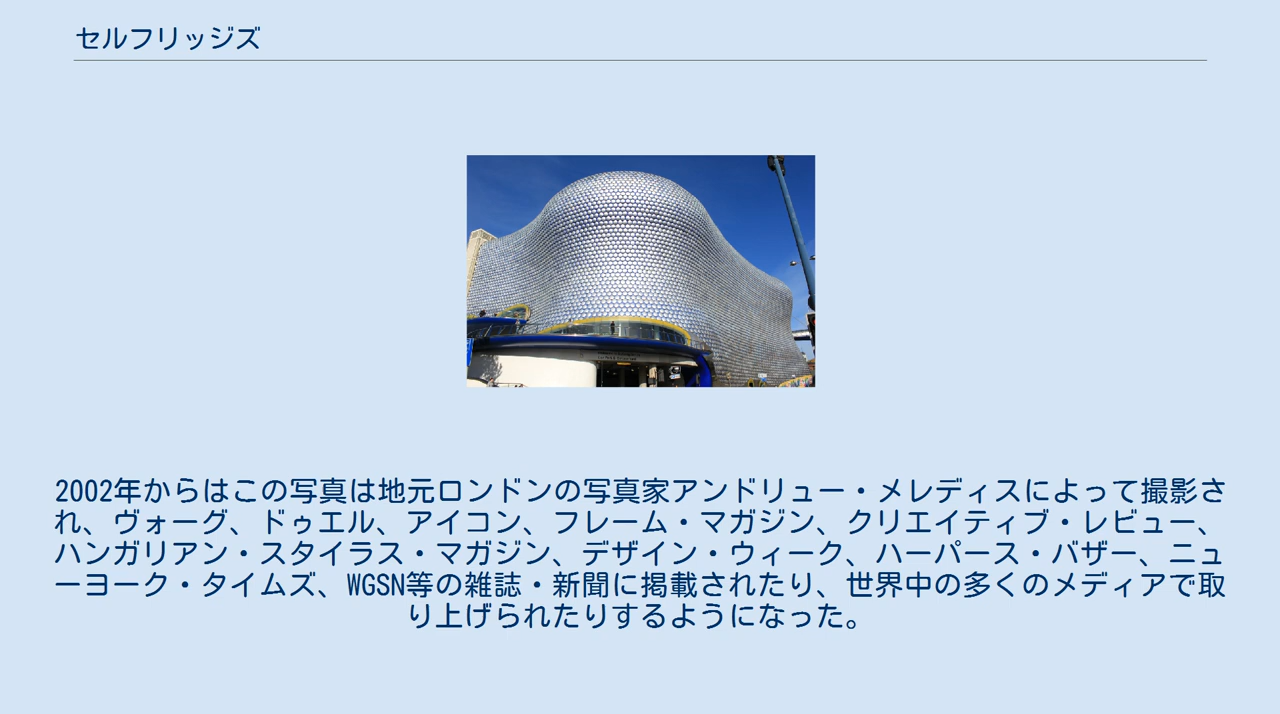 セルフリッジズ
2002年からはこの写真は地元ロンドンの写真家アンドリュー・メレディスによって撮影さ
れ、ヴォーグ、ドゥエル、アイコン、フレーム・マガジン、クリエイティブ・レビュー、
ハンガリアン・スタイラス・マガジン、デザイン・ウィーク、ハーパース・バザー、ニュ
ーヨーク・タイムズ、WGSN等の雑誌・新聞に掲載されたり、世界中の多くのメディアで取
り上げられたりするようになった。